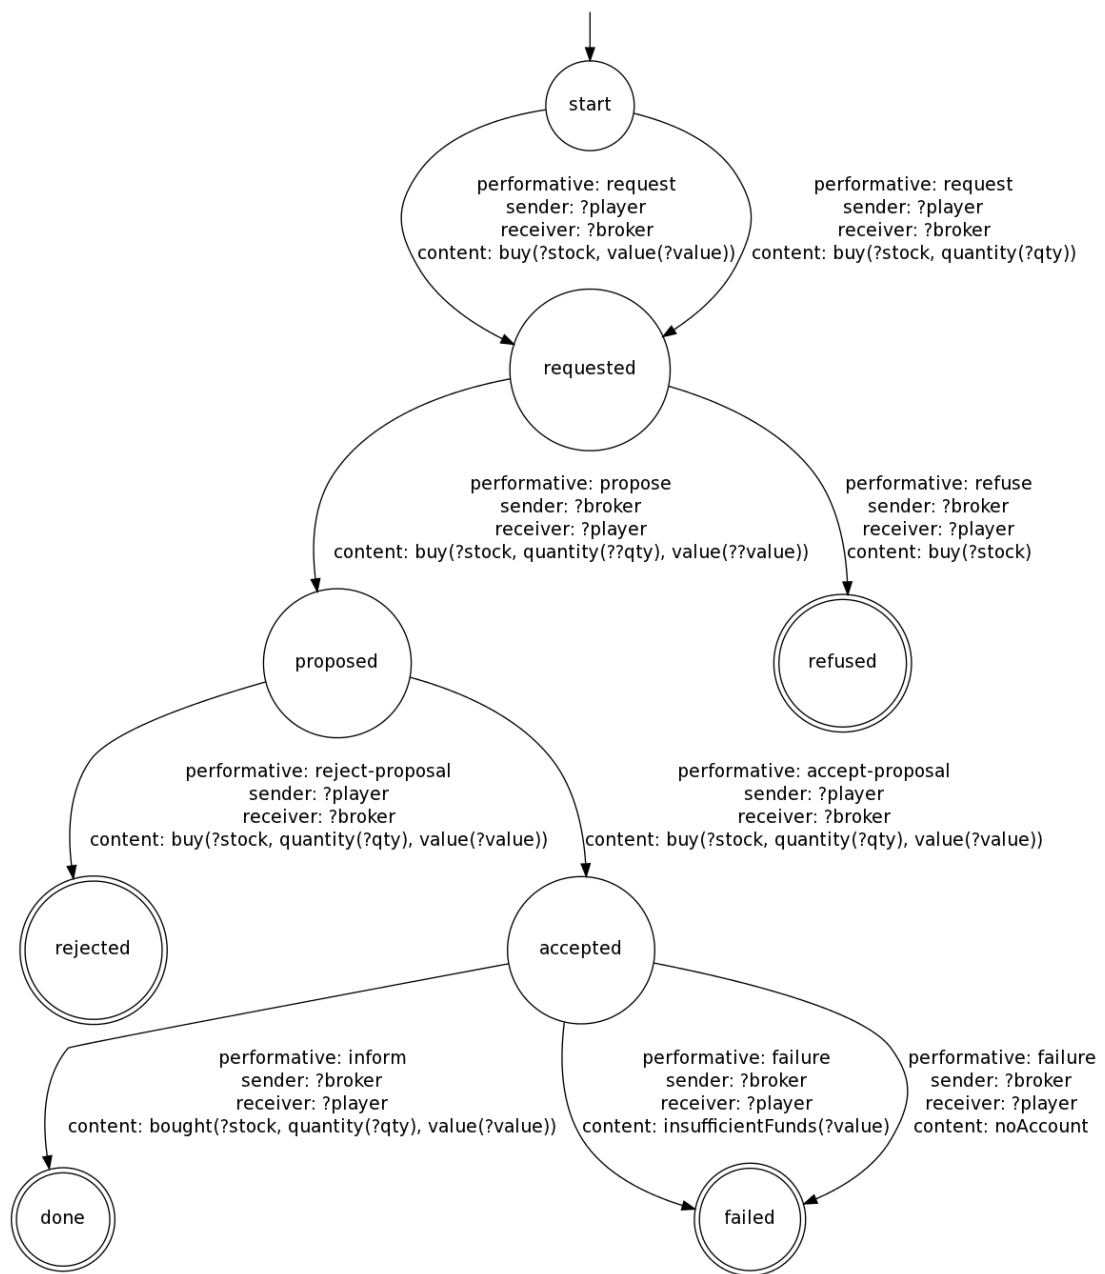 start
performative: request
sender: ?player
receiver: ?broker
content: buy(?stock, value(?value))
performative: request
sender: ?player
receiver: ?broker
content: buy(?stock, quantity(?qty))
requested
performative: propose
sender: ?broker
receiver: ?player
content: buy(?stock, quantity(??qty), value(??value))
performative: refuse
sender: ?broker
receiver: ?player
content: buy(?stock)
proposed
refused
performative: reject-proposal
sender: ?player
receiver: ?broker
content: buy(?stock, quantity(?qty), value(?value))
performative: accept-proposal
sender: ?player
receiver: ?broker
content: buy(?stock, quantity(?qty), value(?value))
rejected
accepted
performative: inform
sender: ?broker
receiver: ?player
content: bought(?stock, quantity(?qty), value(?value))
performative: failure
sender: ?broker
receiver: ?player
content: insufficientFunds(?value)
performative: failure
sender: ?broker
receiver: ?player
content: noAccount
done
failed